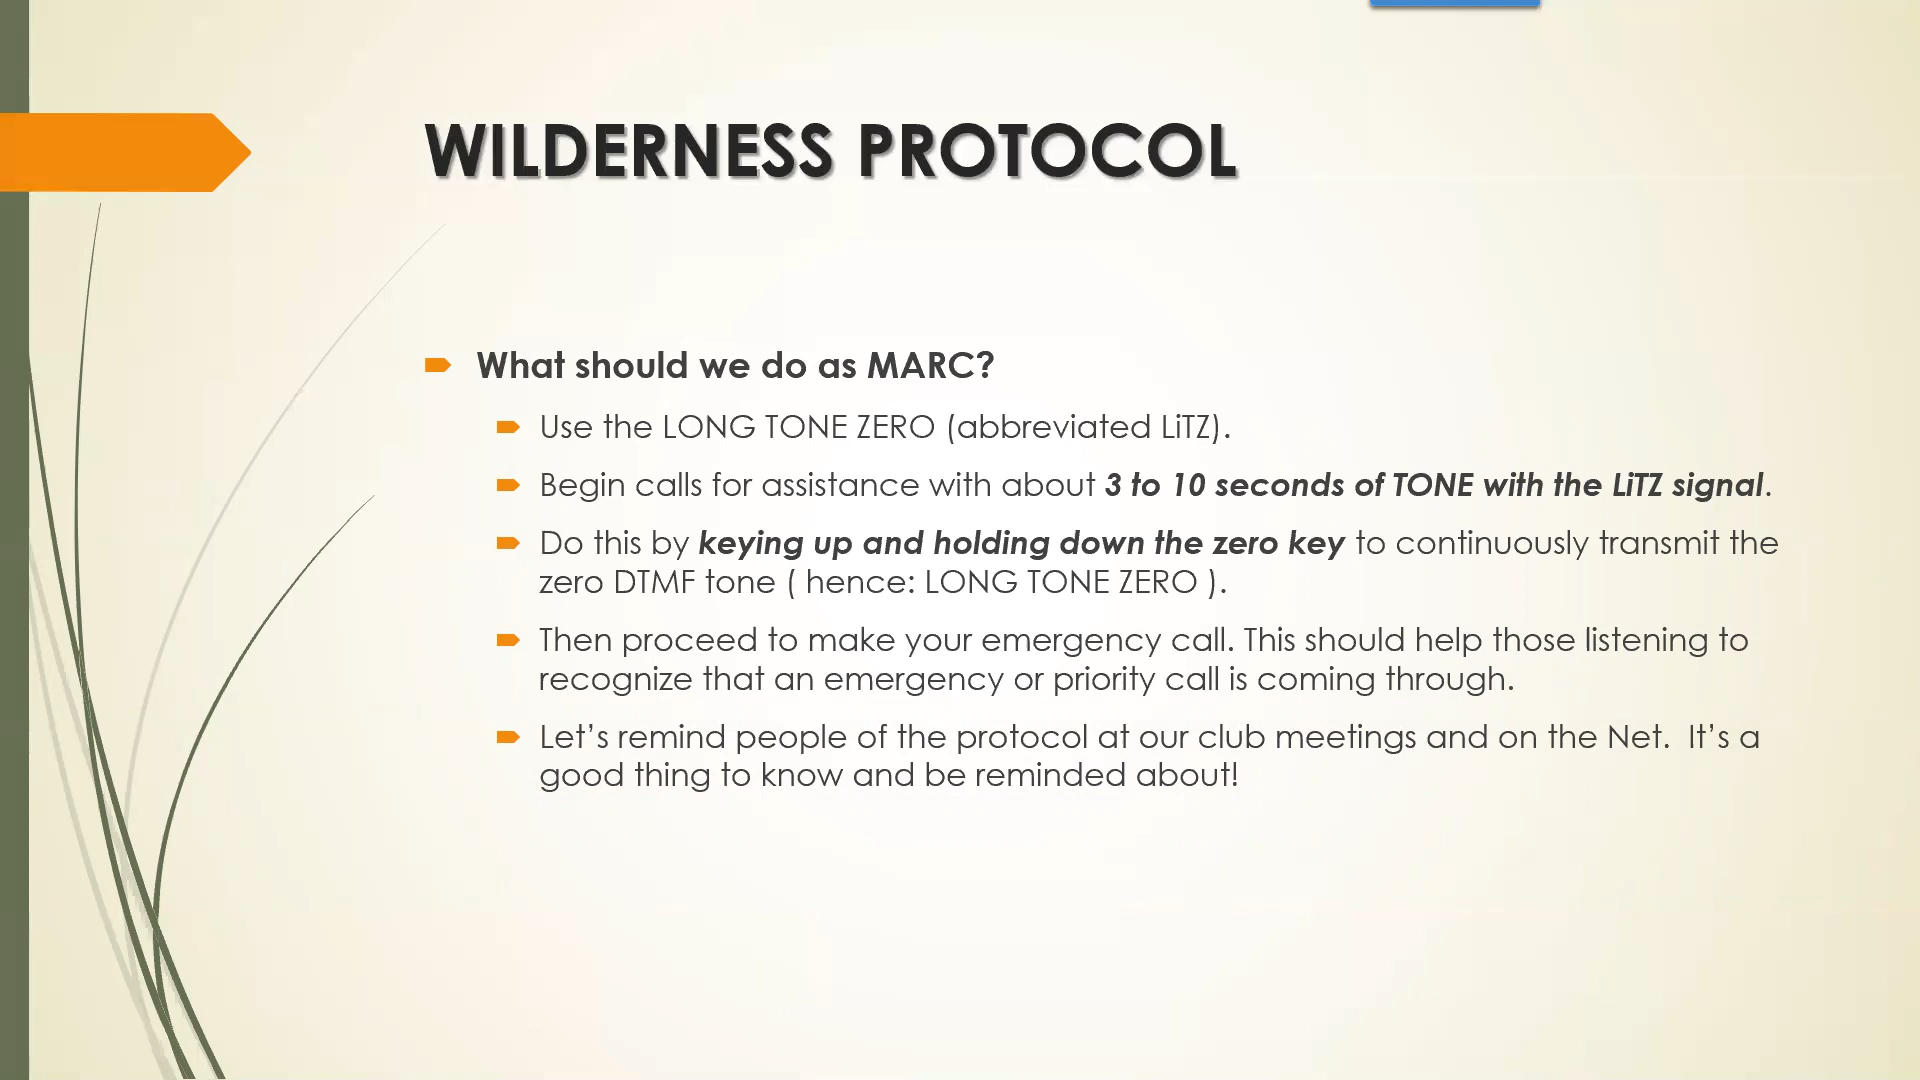 WILDERNESS PROTOCOL
What should we do as MARC?
Use the LONG TONE ZERO (abbreviated LiTZ).
Begin calls for assistance with about 3 to 10 seconds of TONE with the LiTZ signal.
Do this by keying up and holding down the zero key to continuously transmit the
zero DTMF tone ( hence: LONG TONE ZERO ).
Then proceed to make your emergency call. This should help those listening to
recognize that an emergency or priority call is coming through.
Let’s remind people of the protocol at our club meetings and on the Net.  It’s a
good thing to know and be reminded about!